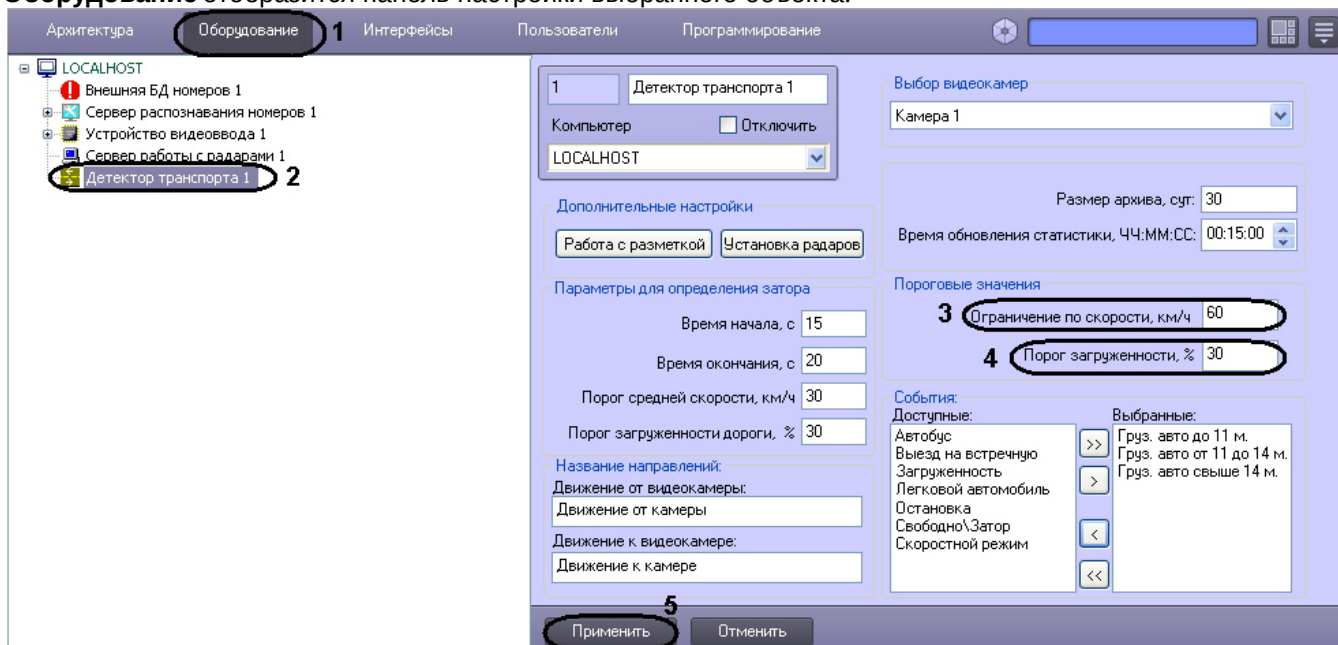 Оборудование отобразится панель настройки выбранного объекта.
Архитектура Оборудование 1 Интерфейсы Пользователи Программирование
LOCALHOST
Внешняя БД номеров 1
Сервер распознавания номеров 1
Устройство видеоввода 1
Сервер работы с радарами 1
Детектор транспорта 1 2
1 Детектор транспорта 1
Компьютер Отключить
LOCALHOST
Дополнительные настройки
Работа с разметкой Установка радаров
Параметры для определения затора
Время начала, с 15
Время окончания, с 20
Порог средней скорости, км/ч 30
Порог загруженности дороги, % 30
Название направлений:
Движение от видеокамеры:
Движение от камеры
Движение к видеокамере:
Движение к камере
Выбор видеокамер
Камера 1
Размер архива, сут: 30
Время обновления статистики, ЧЧ:ММ:СС: 00:15:00
Пороговые значения
3 Ограничение по скорости, км/ч 60
4 Порог загруженности, % 30
События:
Доступные:
Автобус
Выезд на встречную
Загруженность
Легковой автомобиль
Остановка
Свободно\Затор
Скоростной режим
>>
>
<
<<
Выбранные:
Груз. авто до 11 м.
Груз. авто от 11 до 14 м.
Груз. авто свыше 14 м.
5
Применить Отменить